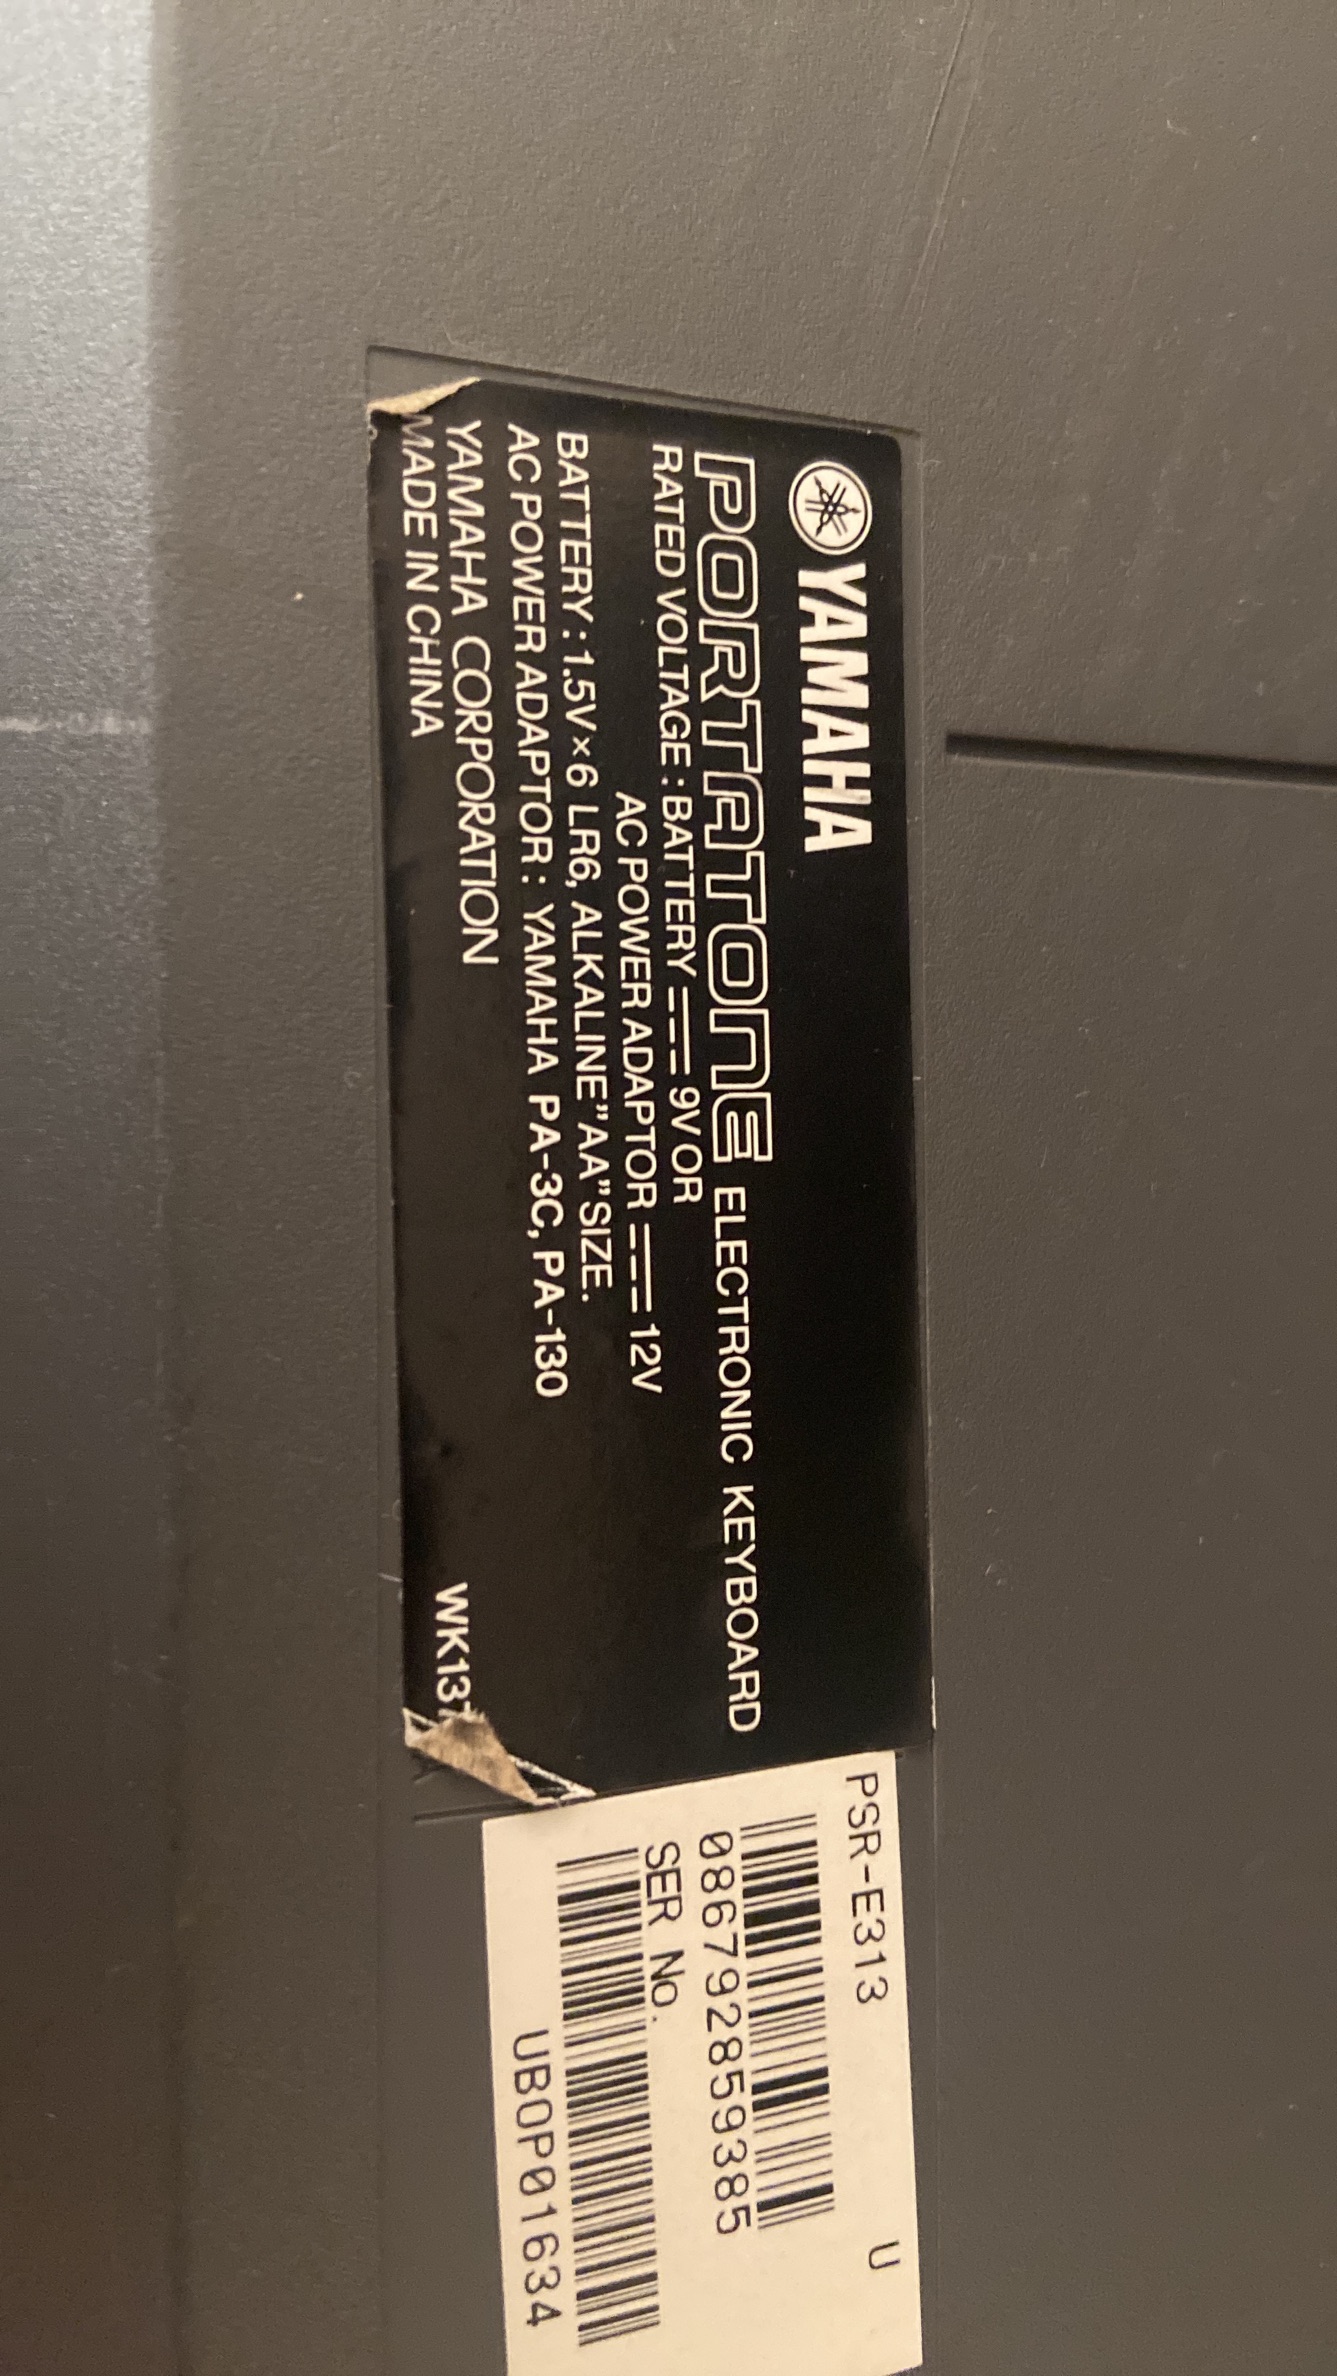 YAMAHA
PORTATONE ELECTRONIC KEYBOARD
RATED VOLTAGE : BATTERY ⎓ 9V OR
AC POWER ADAPTOR ⎓ 12V
BATTERY : 1.5V×6 LR6, ALKALINE"AA"SIZE.
AC POWER ADAPTOR : YAMAHA PA-3C, PA-130
YAMAHA CORPORATION
MADE IN CHINA
PSR-E313 U
086792859385
SER No.
UBOP01634